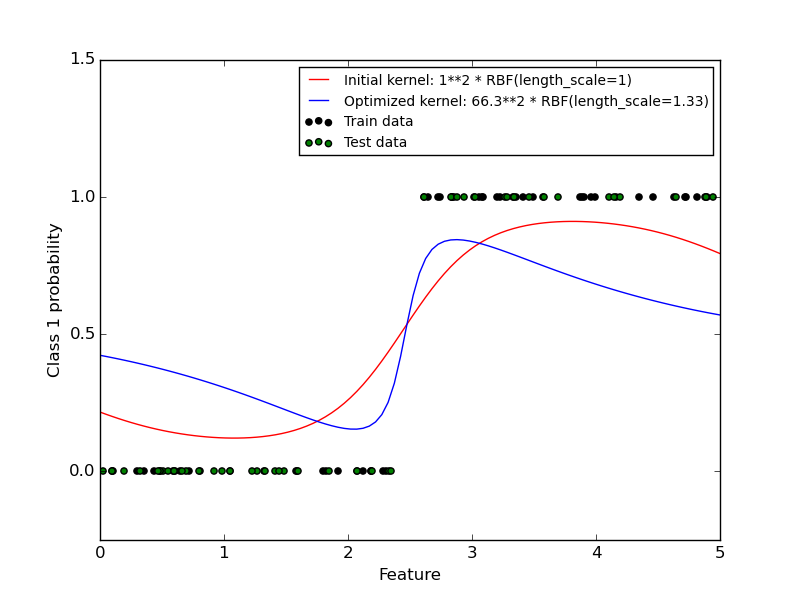 1.5
Initial kernel: 1**2 * RBF(length_scale=1)
Optimized kernel: 66.3**2 * RBF(length_scale=1.33)
Train data
Test data
1.0
Class 1 probability
0.5
0.0
0 1 2 3 4 5
Feature